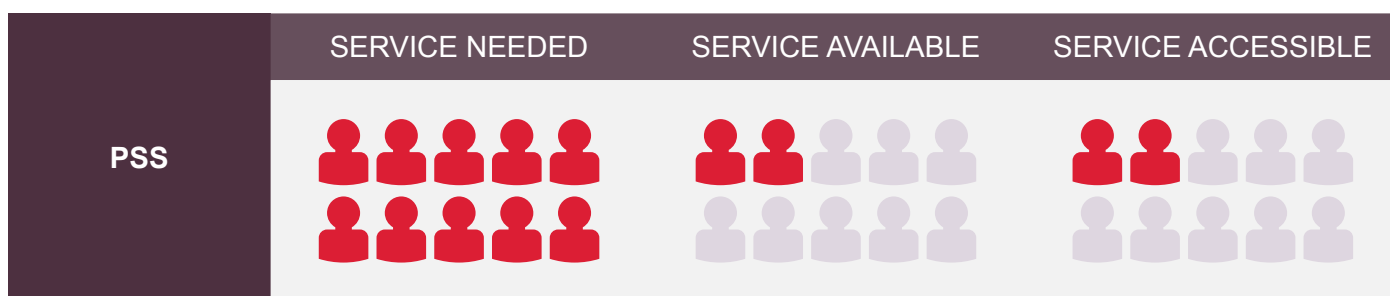 SERVICE NEEDED
SERVICE AVAILABLE
SERVICE ACCESSIBLE
PSS